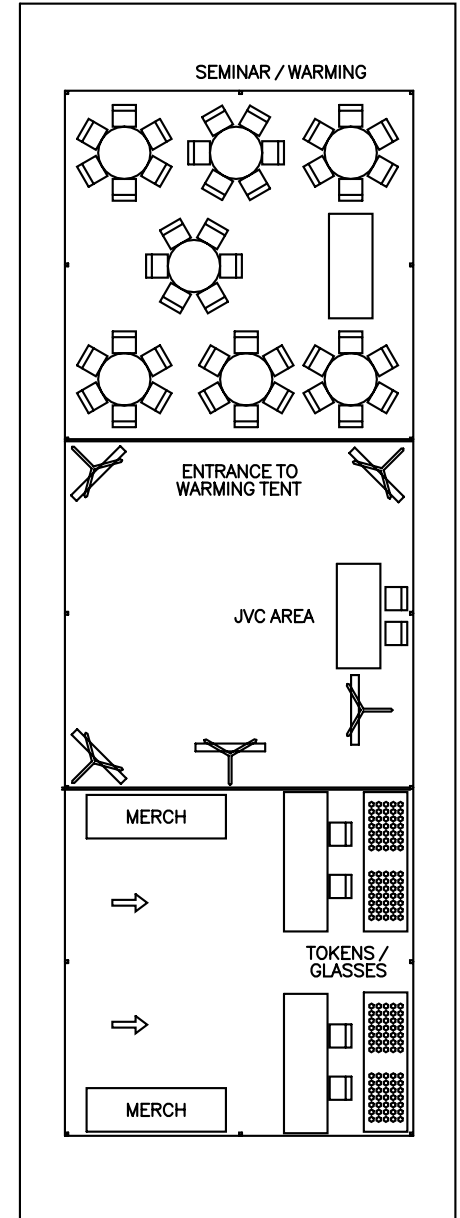 SEMINAR / WARMING
ENTRANCE TO
WARMING TENT
JVC AREA
MERCH
TOKENS /
GLASSES
MERCH